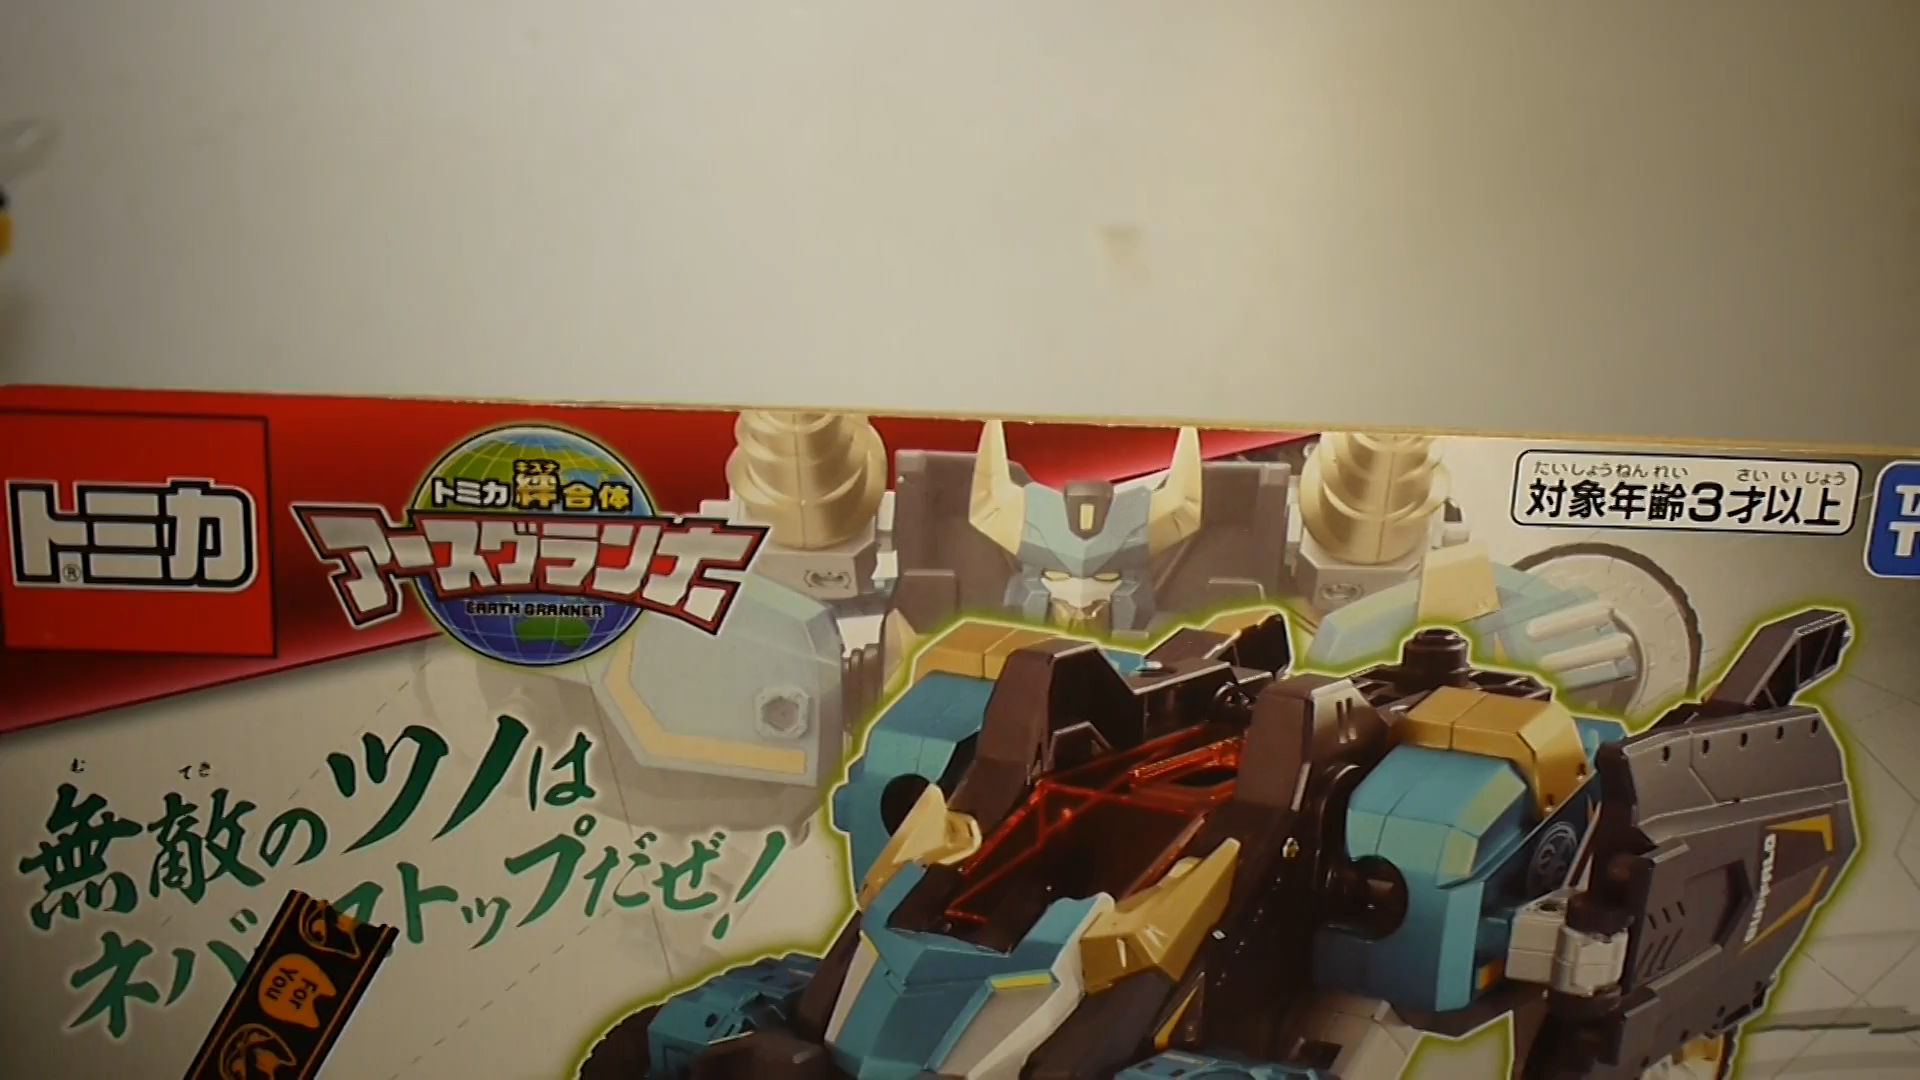 トミカ®
キズナ
トミカ絆合体
アースグランナー
EARTH GRANNER
たいしょうねんれい さいいじょう
対象年齢3才以上
む てき
無敵のツノは
ネバ ストップだぜ!
For
You
BUFFALO